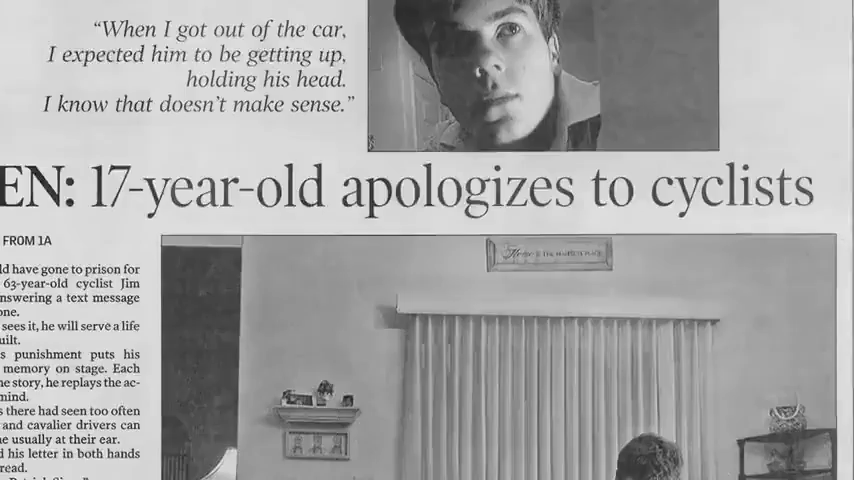 “When I got out of the car,
I expected him to be getting up,
holding his head.
I know that doesn’t make sense.”
EN: 17-year-old apologizes to cyclists
FROM 1A
ld have gone to prison for
63-year-old cyclist Jim
nswering a text message
one.
sees it, he will serve a life
uilt.
s punishment puts his
memory on stage. Each
he story, he replays the ac-
mind.
s there had seen too often
and cavalier drivers can
e usually at their ear.
d his letter in both hands
read.
Home is the